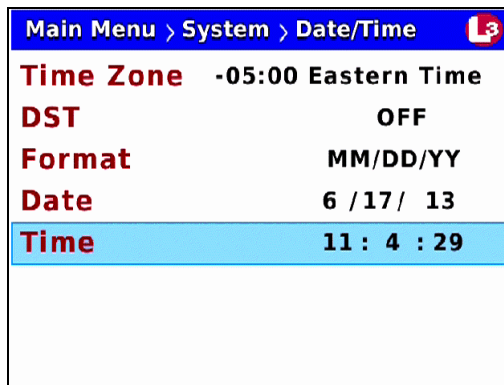 Main Menu > System > Date/Time L3
Time Zone -05:00 Eastern Time
DST OFF
Format MM/DD/YY
Date 6 /17/ 13
Time 11 : 4 : 29